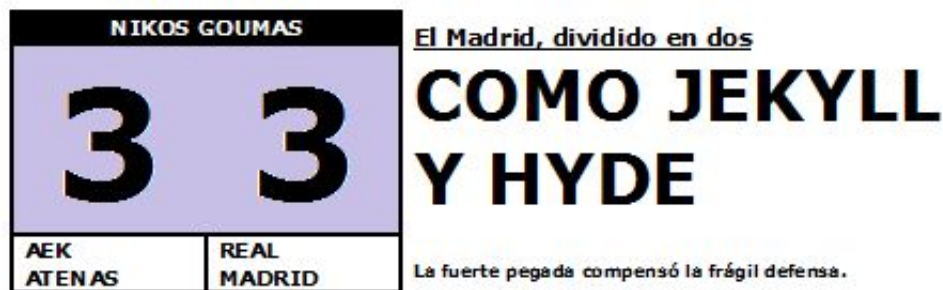 NIKOS GOUMAS
3 3
AEK
ATENAS
REAL
MADRID
El Madrid, dividido en dos
COMO JEKYLL
Y HYDE
La fuerte pegada compensó la frágil defensa.